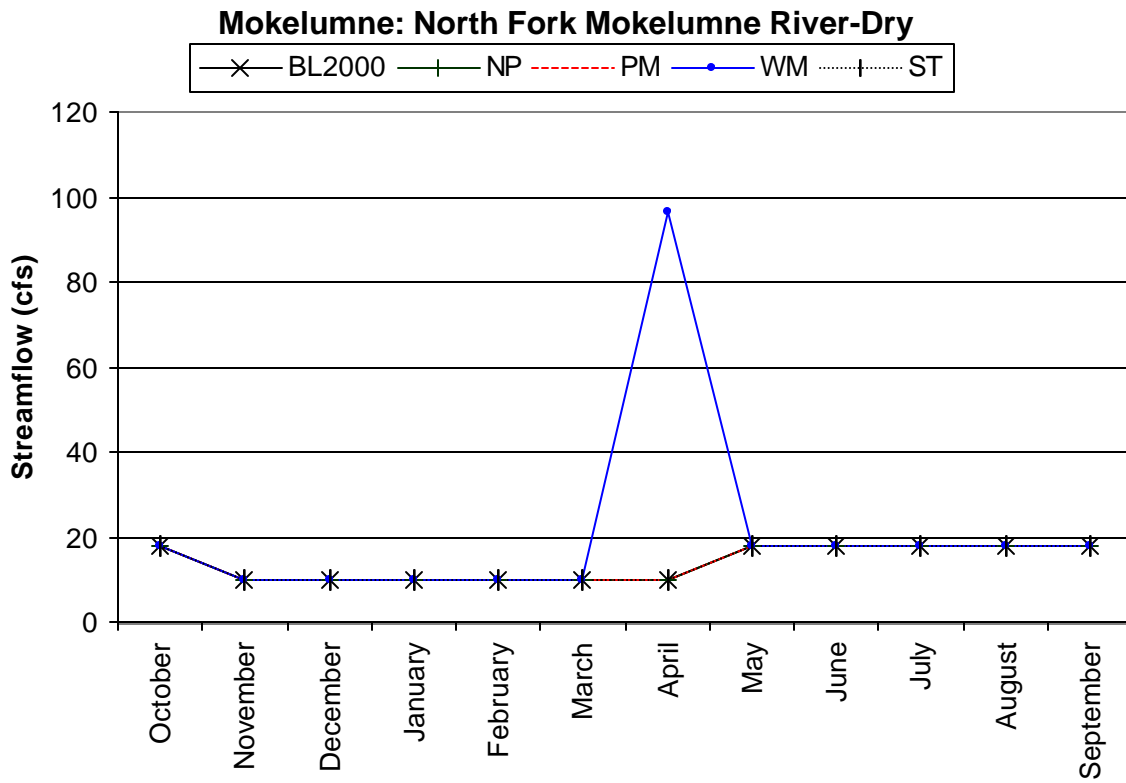 Mokelumne: North Fork Mokelumne River-Dry
BL2000 NP PM WM ST
120
100
80
60
40
20
0
Streamflow (cfs)
October
November
December
January
February
March
April
May
June
July
August
September